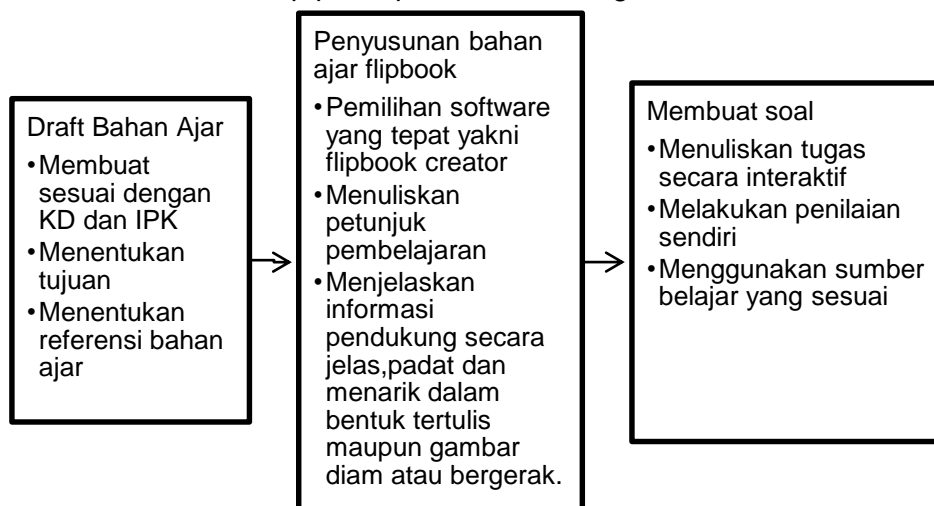 Draft Bahan Ajar
•Membuat
sesuai dengan
KD dan IPK
•Menentukan
tujuan
•Menentukan
referensi bahan
ajar
Penyusunan bahan
ajar flipbook
•Pemilihan software
yang tepat yakni
flipbook creator
•Menuliskan
petunjuk
pembelajaran
•Menjelaskan
informasi
pendukung secara
jelas,padat dan
menarik dalam
bentuk tertulis
maupun gambar
diam atau bergerak.
Membuat soal
•Menuliskan tugas
secara interaktif
•Melakukan penilaian
sendiri
•Menggunakan sumber
belajar yang sesuai